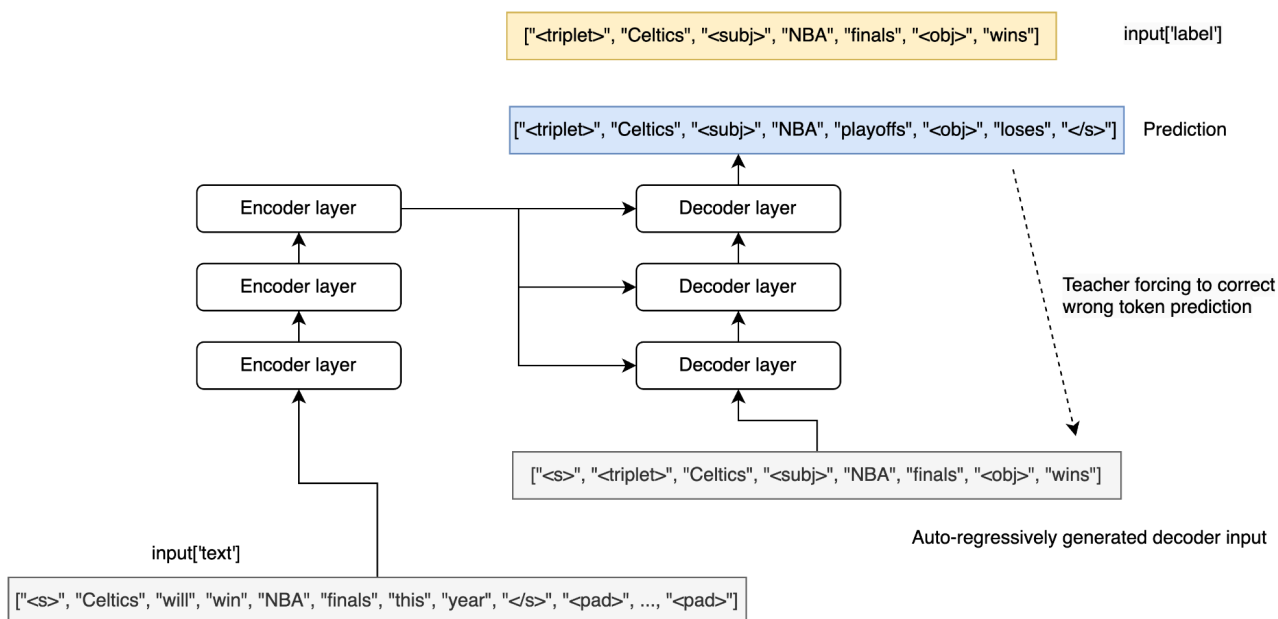 ["<triplet>", "Celtics", "<subj>", "NBA", "finals", "<obj>", "wins"]
input['label']
["<triplet>", "Celtics", "<subj>", "NBA", "playoffs", "<obj>", "loses", "</s>"]
Prediction
Encoder layer
Decoder layer
Encoder layer
Decoder layer
Teacher forcing to correct
wrong token prediction
Encoder layer
Decoder layer
["<s>", "<triplet>", "Celtics", "<subj>", "NBA", "finals", "<obj>", "wins"]
Auto-regressively generated decoder input
input['text']
["<s>", "Celtics", "will", "win", "NBA", "finals", "this", "year", "</s>", "<pad>", ..., "<pad>"]